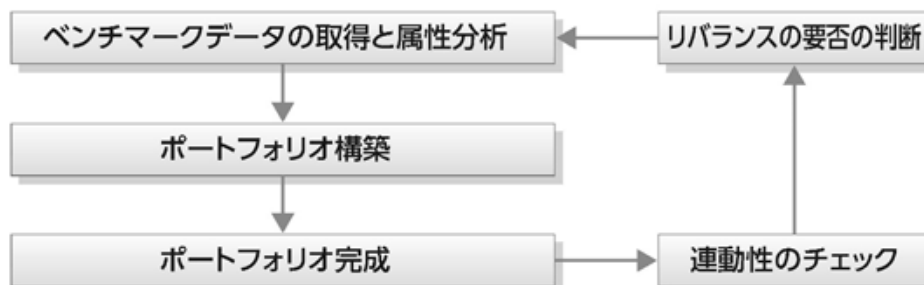 ベンチマークデータの取得と属性分析
リバランスの要否の判断
ポートフォリオ構築
ポートフォリオ完成
連動性のチェック